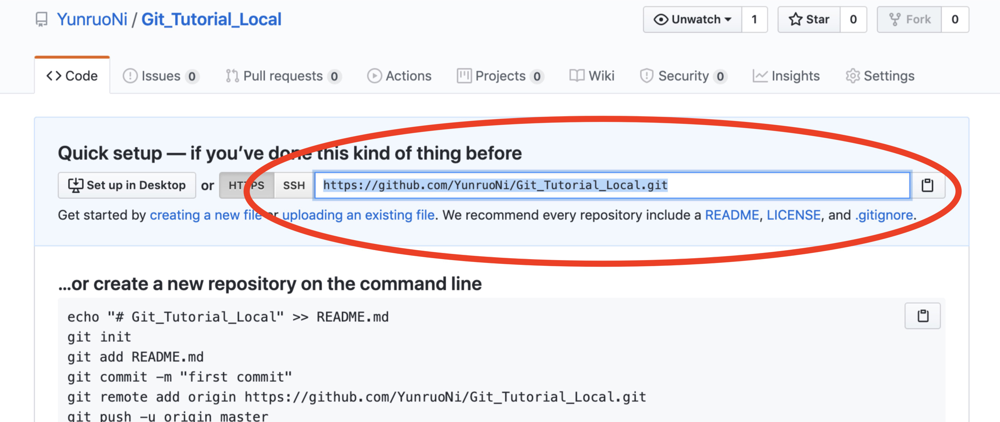 YunruoNi / Git_Tutorial_Local
Unwatch 1 Star 0 Fork 0
<> Code Issues 0 Pull requests 0 Actions Projects 0 Wiki Security 0 Insights Settings
Quick setup — if you’ve done this kind of thing before
Set up in Desktop or HTTPS SSH https://github.com/YunruoNi/Git_Tutorial_Local.git
Get started by creating a new file or uploading an existing file. We recommend every repository include a README, LICENSE, and .gitignore.
...or create a new repository on the command line
echo "# Git_Tutorial_Local" >> README.md
git init
git add README.md
git commit -m "first commit"
git remote add origin https://github.com/YunruoNi/Git_Tutorial_Local.git
git push -u origin master